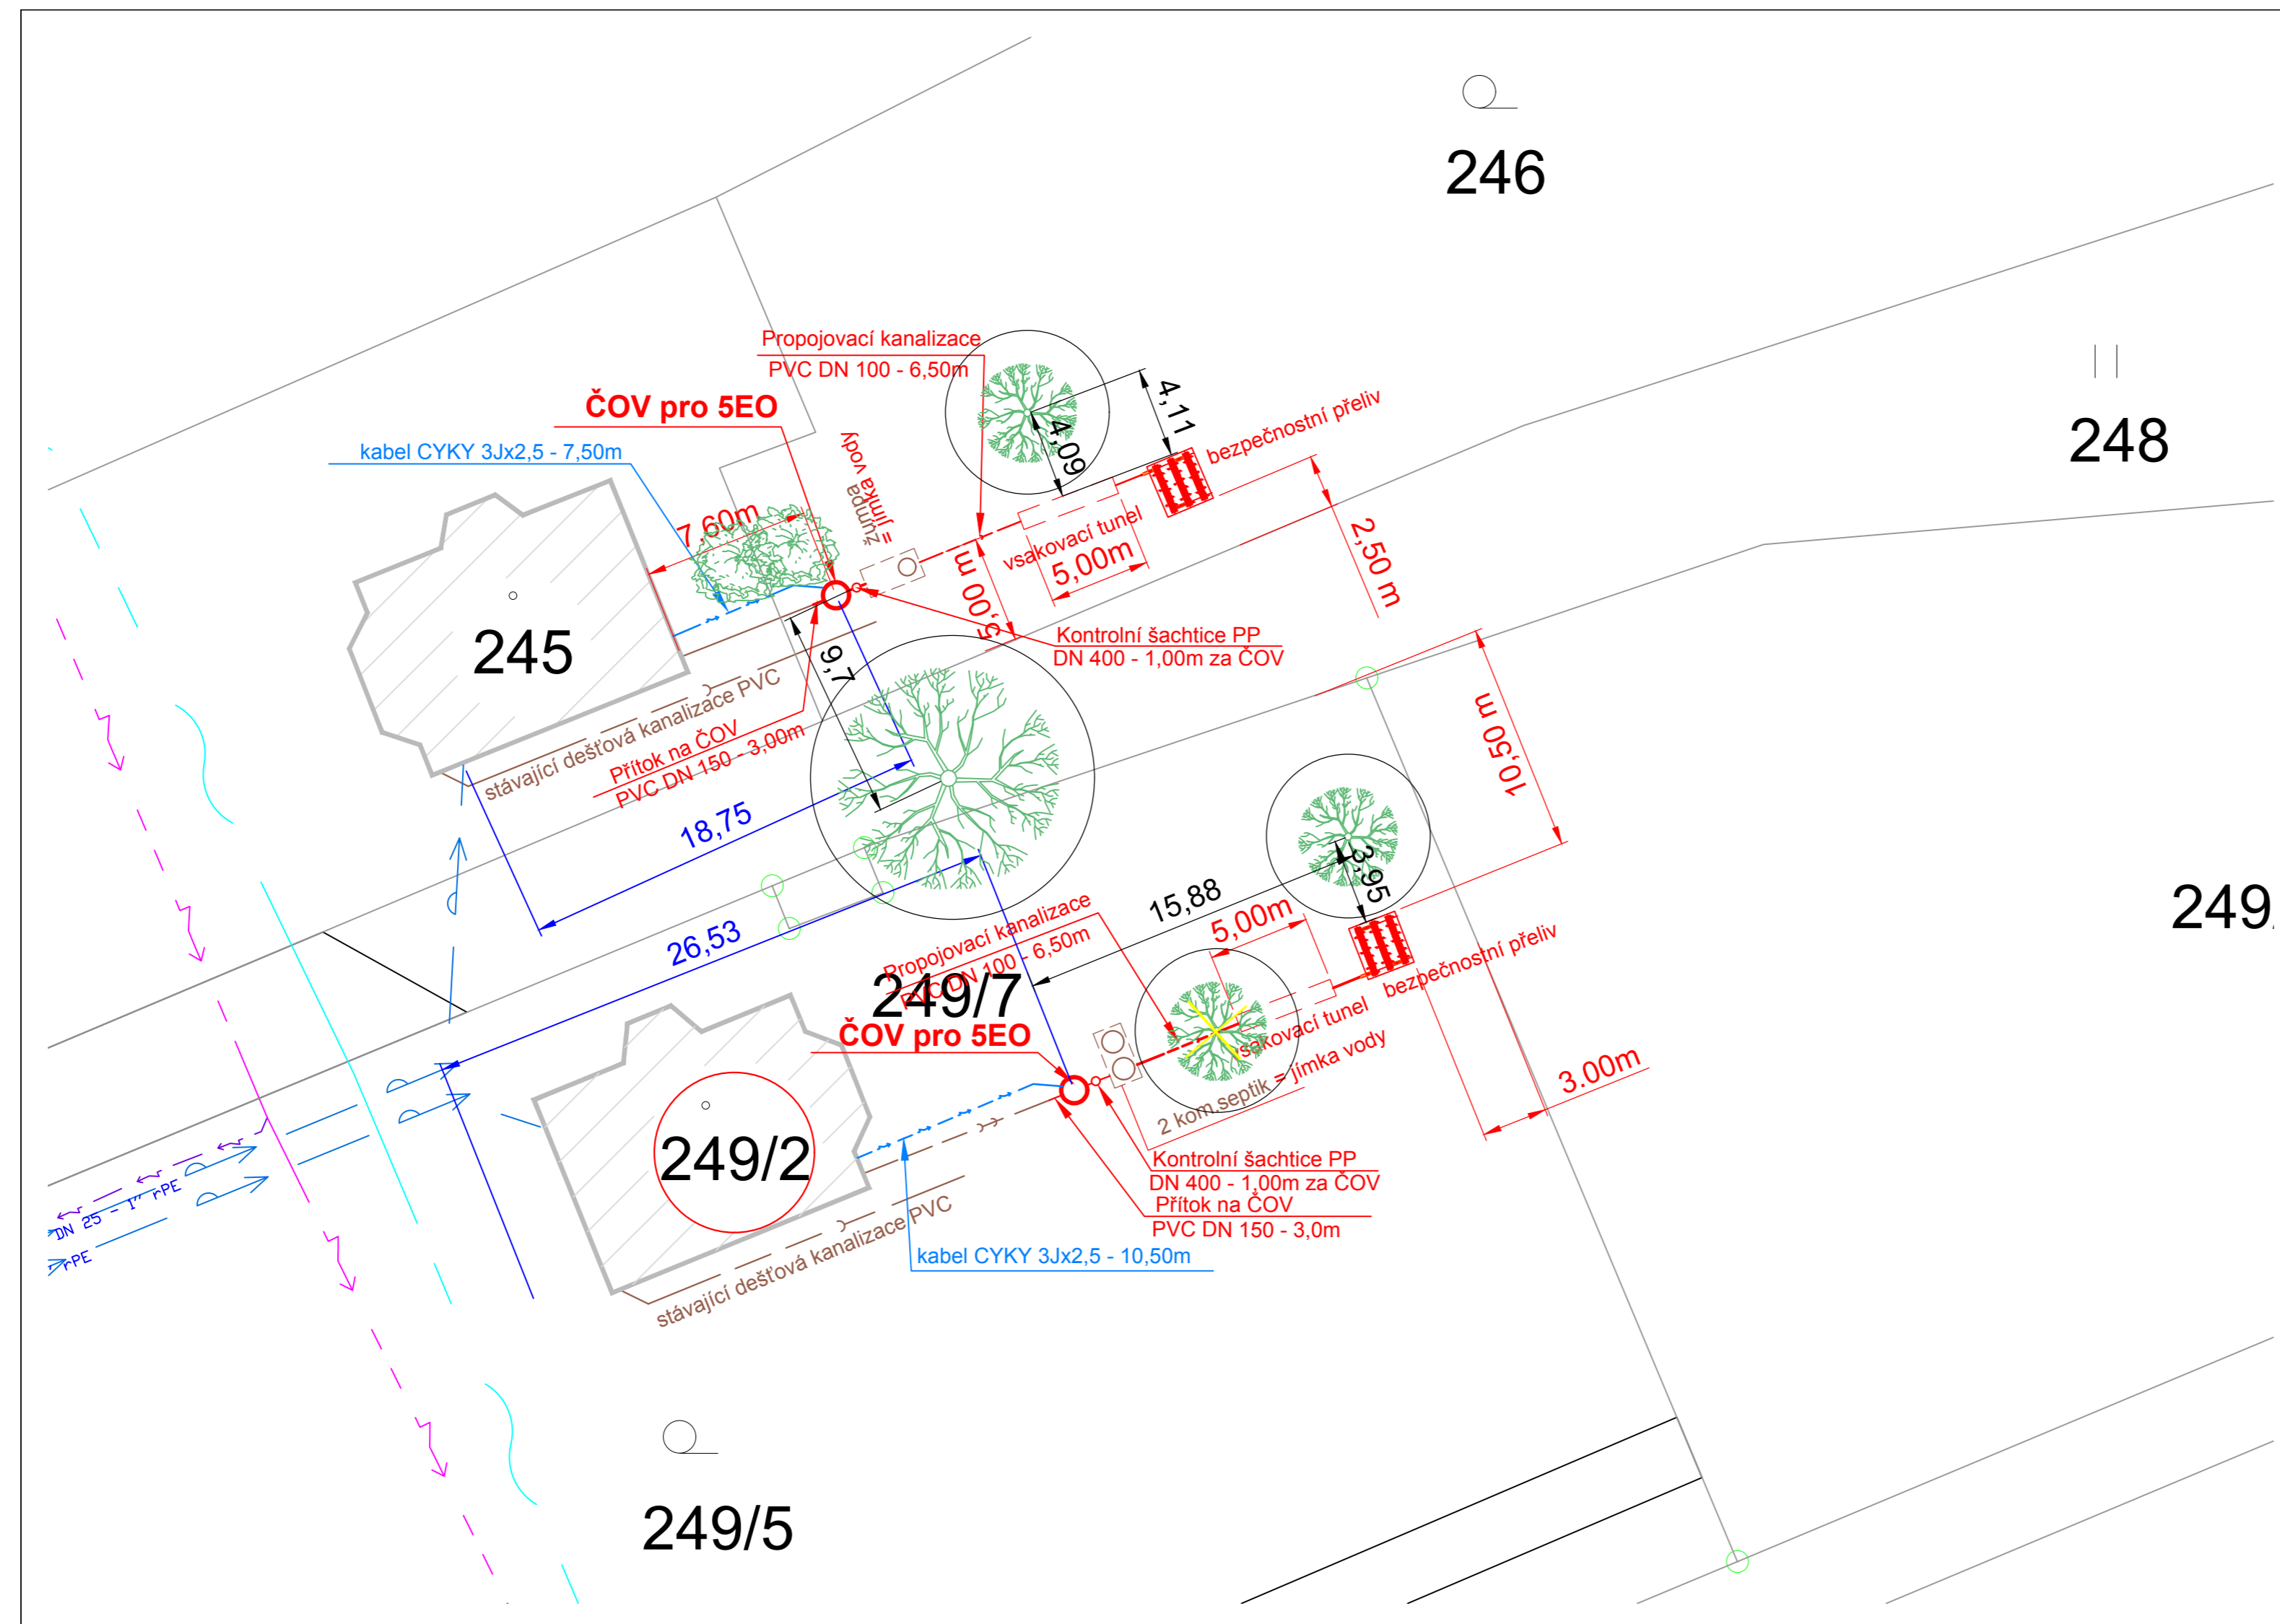 246
248
Propojovací kanalizace
PVC DN 100 - 6,50m
ČOV pro 5EO
kabel CYKY 3Jx2,5 - 7,50m
žumpa
= jímka vody
4,11
4,09
bezpečnostní přeliv
7,60m
vsakovací tunel
5,00m
5,00 m
2,50 m
245
9,7
Kontrolní šachtice PP
DN 400 - 1,00m za ČOV
stávající dešťová kanalizace PVC
Přítok na ČOV
PVC DN 150 - 3,00m
10,50 m
18,75
3,95
15,88
249/
26,53
Propojovací kanalizace
PVC DN 100 - 6,50m
5,00m
bezpečnostní přeliv
249/7
ČOV pro 5EO
vsakovací tunel
2 kom.septik = jímka vody
3.00m
249/2
Kontrolní šachtice PP
DN 400 - 1,00m za ČOV
Přítok na ČOV
PVC DN 150 - 3,0m
DN 25 - 1" rPE
rPE
stávající dešťová kanalizace PVC
kabel CYKY 3Jx2,5 - 10,50m
249/5